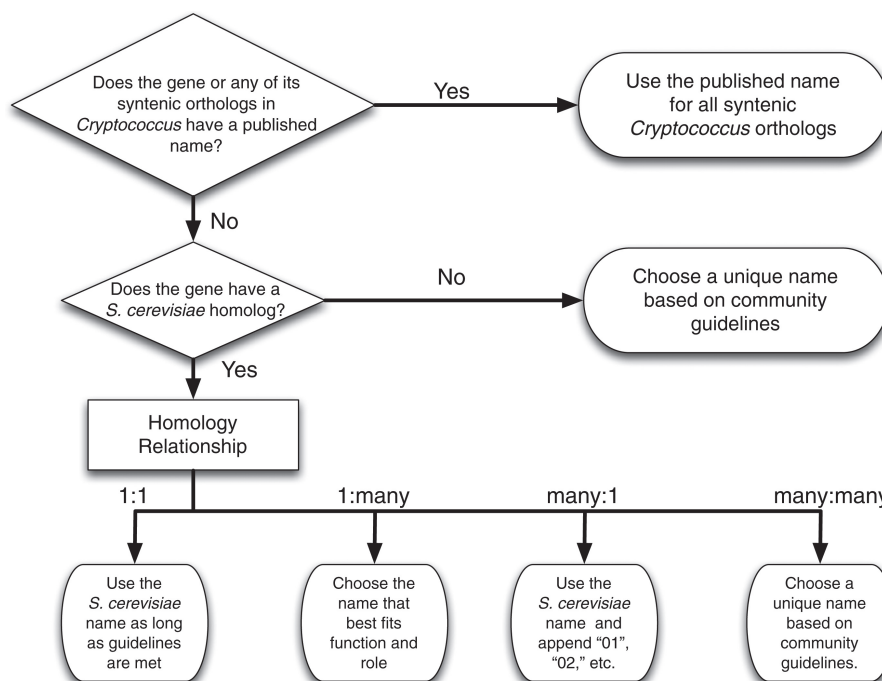 Does the gene or any of its
syntenic orthologs in
Cryptococcus have a published
name?
Yes
Use the published name
for all syntenic
Cryptococcus orthologs
No
Does the gene have a
S. cerevisiae homolog?
No
Choose a unique name
based on community
guidelines
Yes
Homology
Relationship
1:1
1:many
many:1
many:many
Use the
S. cerevisiae
name as long
as guidelines
are met
Choose the
name that
best fits
function and
role
Use the
S. cerevisiae
name and
append “01”,
“02,” etc.
Choose a
unique name
based on
community
guidelines.